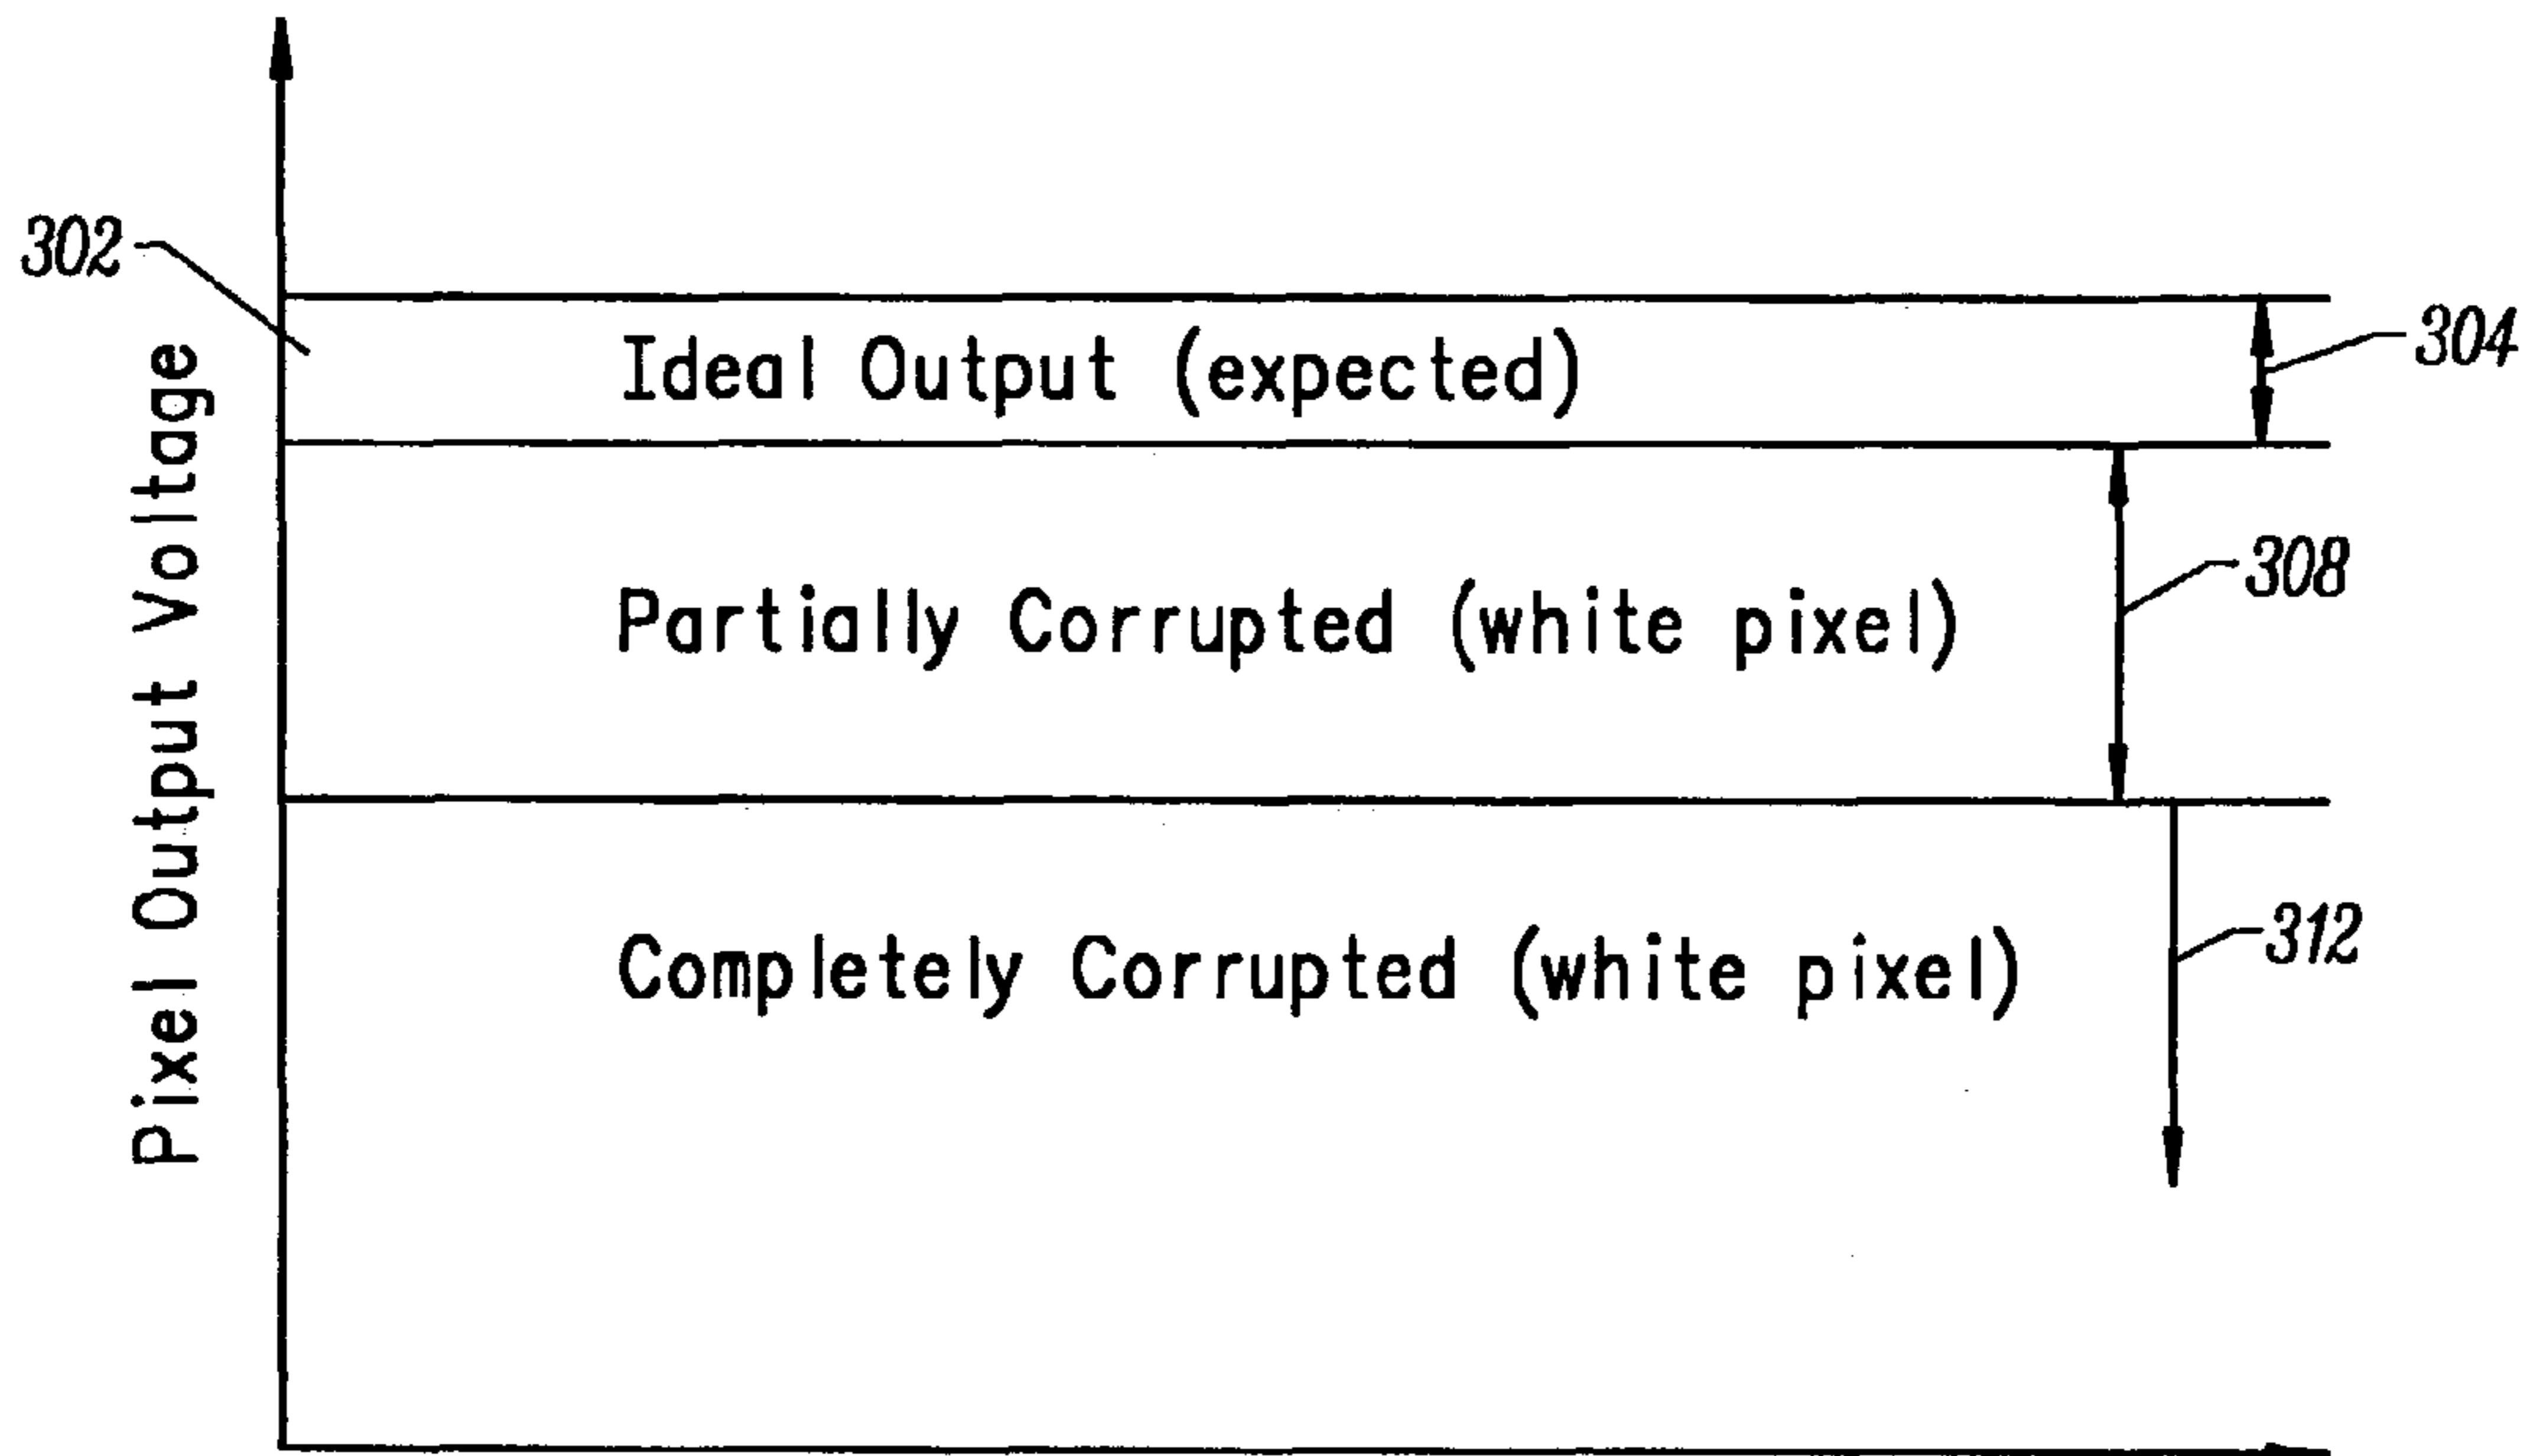 302
Ideal Output (expected)
304
Partially Corrupted (white pixel)
308
Completely Corrupted (white pixel)
312
Pixel Output Voltage